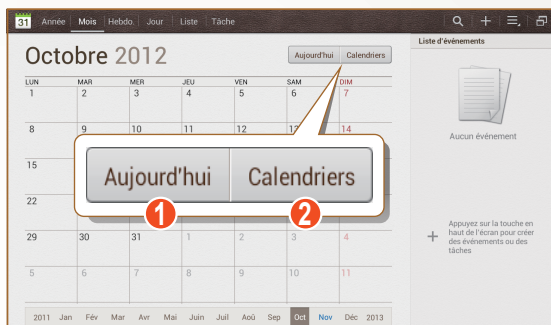 31 Année Mois Hebdo. Jour Liste Tâche
Octobre 2012
Aujourd'hui Calendriers
LUN MAR MER JEU VEN SAM DIM
1 2 3 4 5 6 7
8 9 10 11 12 13 14
15
22
29 30 31 1 2 3 4
5 6 7 8 9 10 11
Aujourd'hui Calendriers
1 2
2011 Jan Fév Mar Avr Mai Juin Juil Aoû Sep Oct Nov Déc 2013
Liste d'événements
Aucun événement
Appuyez sur la touche en
haut de l'écran pour créer
des événements ou des
tâches